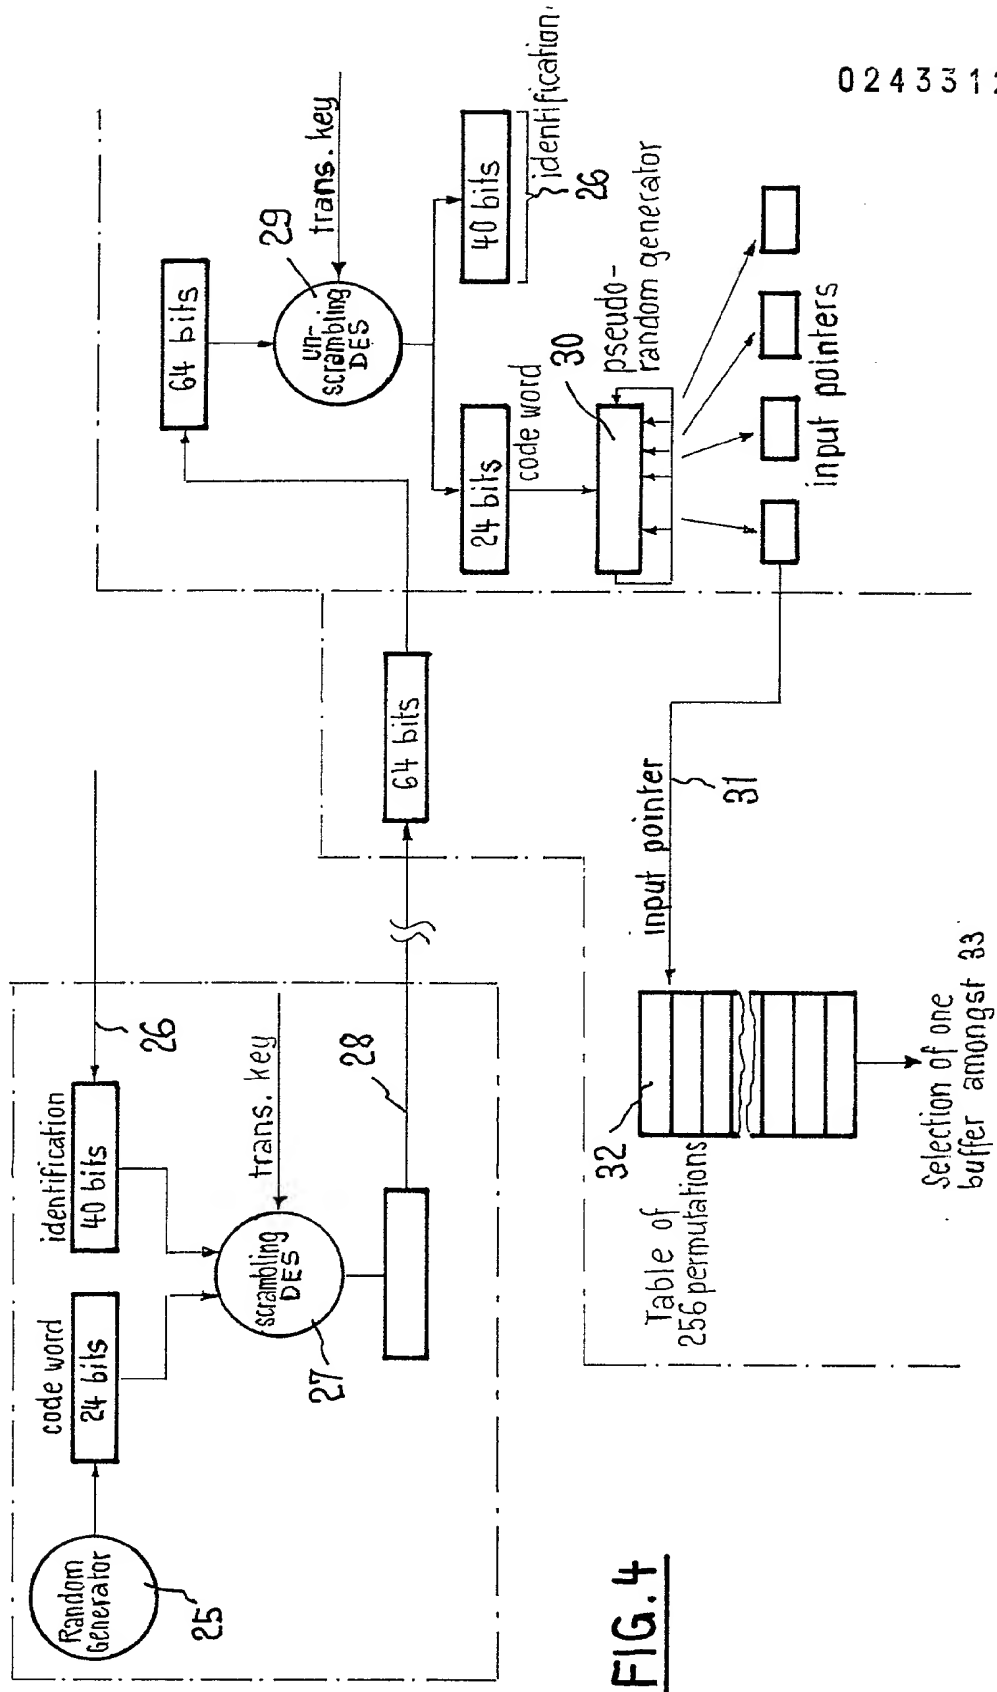 024331
Random
Generator
25
code word
24 bits
identification
40 bits
26
scrambling
DES
27
trans. key
28
64 bits
64 bits
un-
scrambling
DES
29
trans. key
24 bits
code word
40 bits
identification.
26
30
pseudo-
random generator
input pointers
input pointer
31
32
Table of
256 permutations
Selection of one
buffer amongst 33
FIG.4